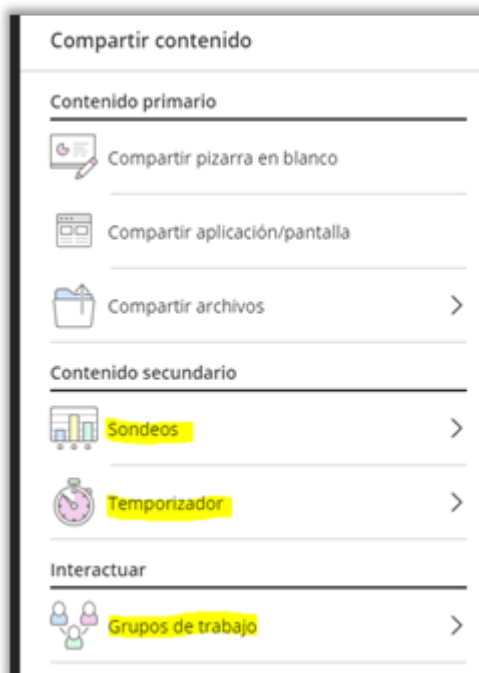 Compartir contenido
Contenido primario
Compartir pizarra en blanco
Compartir aplicación/pantalla
Compartir archivos
Contenido secundario
Sondeos
Temporizador
Interactuar
Grupos de trabajo